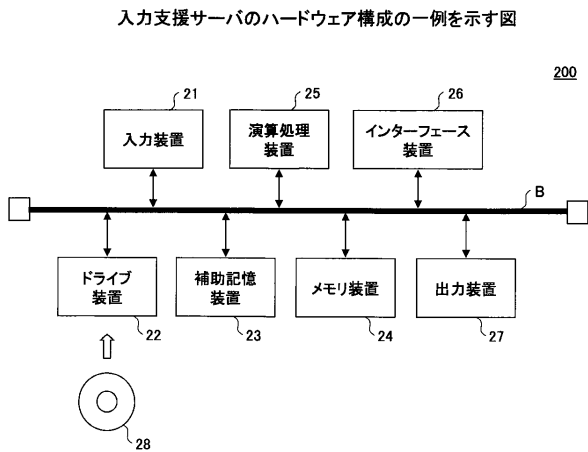 入力支援サーバのハードウェア構成の一例を示す図
200
21
25
26
入力装置
演算処理
装置
インターフェース
装置
B
ドライブ
装置
補助記憶
装置
メモリ装置
出力装置
22
23
24
27
28